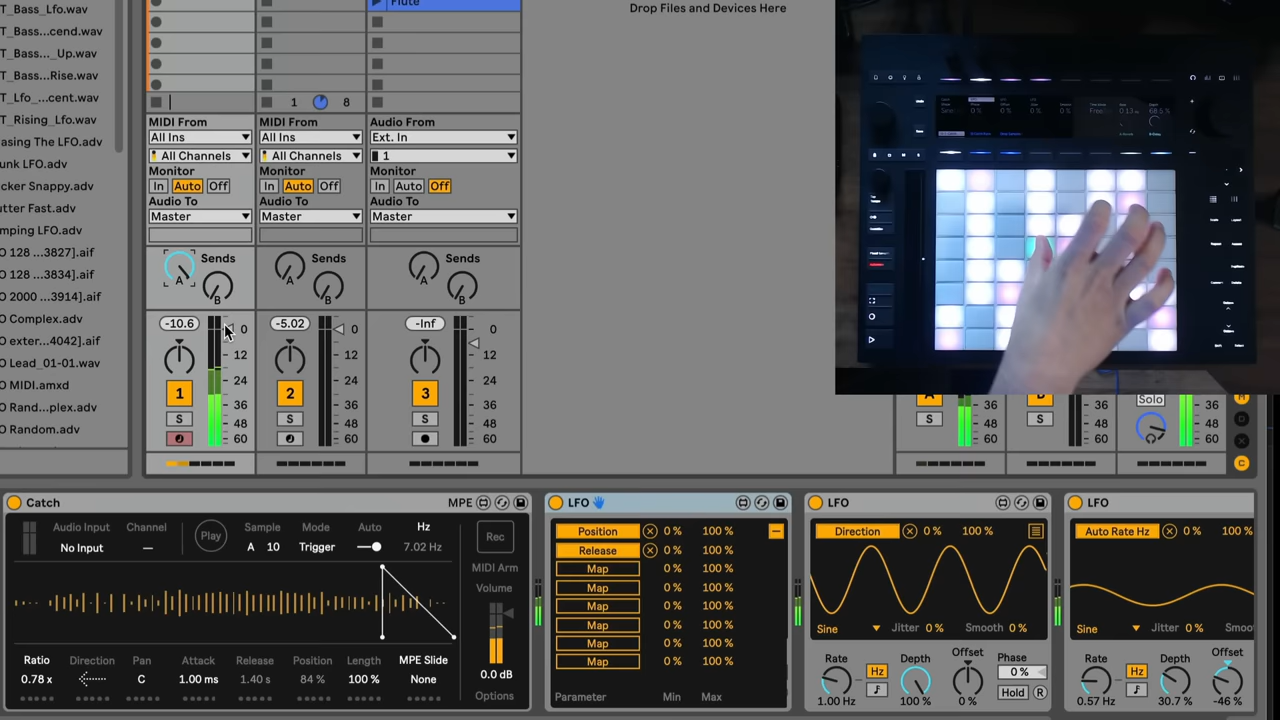 T_Bass_Lfo.wav
T_Bass...cend.wav
T_Bass..._Up.wav
T_Bass...Rise.wav
T_Lfo_...cent.wav
T_Rising_Lfo.wav
asing The LFO.adv
unk LFO.adv
cker Snappy.adv
utter Fast.adv
mping LFO.adv
O 128 ...3827].aif
O 128 ...3834].aif
O 2000 ...3914].aif
O Complex.adv
O exter...4042].aif
O Lead_01-01.wav
O MIDI.amxd
O Rand...plex.adv
O Random.adv
Flute
Drop Files and Devices Here
1 8
MIDI From MIDI From Audio From
All Ins All Ins Ext. In
All Channels All Channels 1
Monitor Monitor Monitor
In Auto Off In Auto Off In Auto Off
Audio To Audio To Audio To
Master Master Master
Sends Sends Sends
A B A B A B
-10.6 0 -5.02 0 -Inf 0
12 12 12
24 24 24
1 2 3
36 36 36
S S S
48 48 48
60 60 60
A B Solo
36 36 36
S S
48 48 48
60 60 60
C
Catch MPE
Audio Input Channel Play Sample Mode Auto Hz Rec
No Input — A 10 Trigger 7.02 Hz
MIDI Arm
Volume
Ratio Direction Pan Attack Release Position Length MPE Slide
0.78 x C 1.00 ms 1.40 s 84 % 100 % None
0.0 dB
Options
LFO
Position 0 % 100 %
Release 0 % 100 %
Map 0 % 100 %
Map 0 % 100 %
Map 0 % 100 %
Map 0 % 100 %
Map 0 % 100 %
Map 0 % 100 %
Parameter Min Max
LFO
Direction 0 % 100 %
Sine Jitter 0 % Smooth 0 %
Rate Hz Depth Offset Phase
0 %
Hold R
1.00 Hz 100 % 0 %
LFO
Auto Rate Hz 0 % 100 %
Sine Jitter 0 % Smoo
Rate Hz Depth Offset
0.57 Hz 30.7 % -46 %